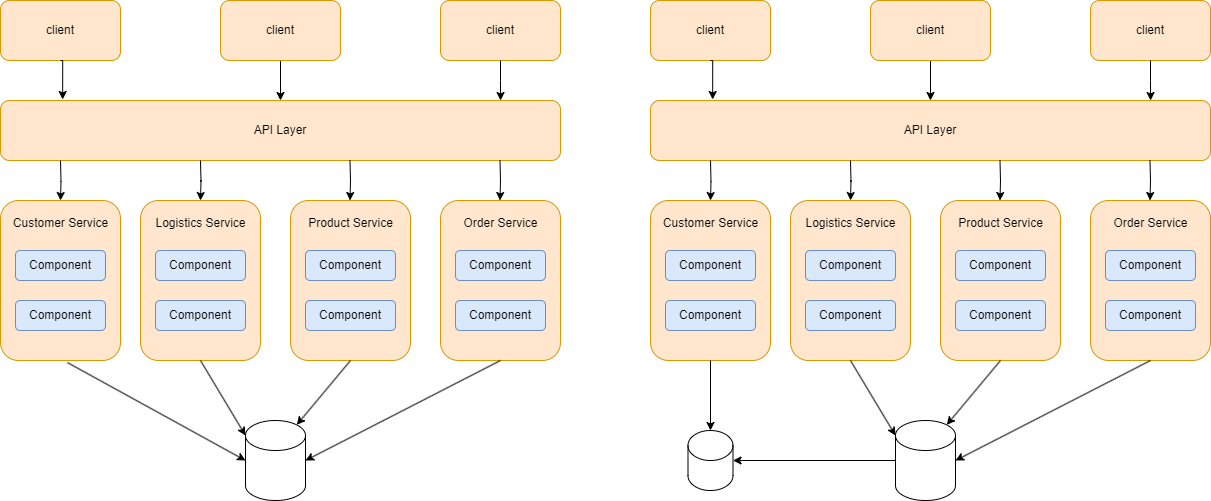 client
client
client
API Layer
Customer Service
Logistics Service
Product Service
Order Service
Component
Component
Component
Component
Component
Component
Component
Component
client
client
client
API Layer
Customer Service
Logistics Service
Product Service
Order Service
Component
Component
Component
Component
Component
Component
Component
Component